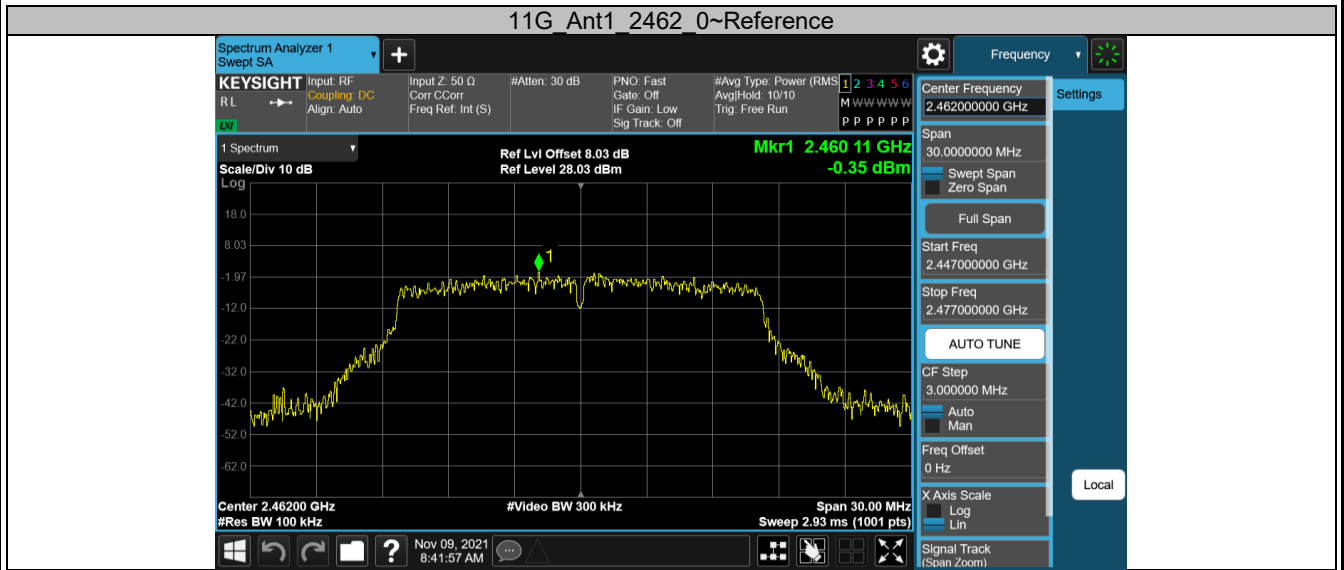 11G_Ant1_2462_0~Reference
Spectrum Analyzer 1
Swept SA
+
Frequency
KEYSIGHT
R L
LXI
Input: RF
Coupling: DC
Align: Auto
Input Z: 50 Ω
Corr CCorr
Freq Ref: Int (S)
#Atten: 30 dB
PNO: Fast
Gate: Off
IF Gain: Low
Sig Track: Off
#Avg Type: Power (RMS
Avg|Hold: 10/10
Trig: Free Run
1 2 3 4 5 6
M W W W W W
P P P P P P
1 Spectrum
Scale/Div 10 dB
Log
Ref Lvl Offset 8.03 dB
Ref Level 28.03 dBm
Mkr1 2.460 11 GHz
-0.35 dBm
18.0
8.03
-1.97
-12.0
-22.0
-32.0
-42.0
-52.0
-62.0
1
Center 2.46200 GHz
#Res BW 100 kHz
#Video BW 300 kHz
Span 30.00 MHz
Sweep 2.93 ms (1001 pts)
Center Frequency
2.462000000 GHz
Settings
Span
30.0000000 MHz
Swept Span
Zero Span
Full Span
Start Freq
2.447000000 GHz
Stop Freq
2.477000000 GHz
AUTO TUNE
CF Step
3.000000 MHz
Auto
Man
Freq Offset
0 Hz
X Axis Scale
Log
Lin
Local
Signal Track
(Span Zoom)
?
Nov 09, 2021
8:41:57 AM